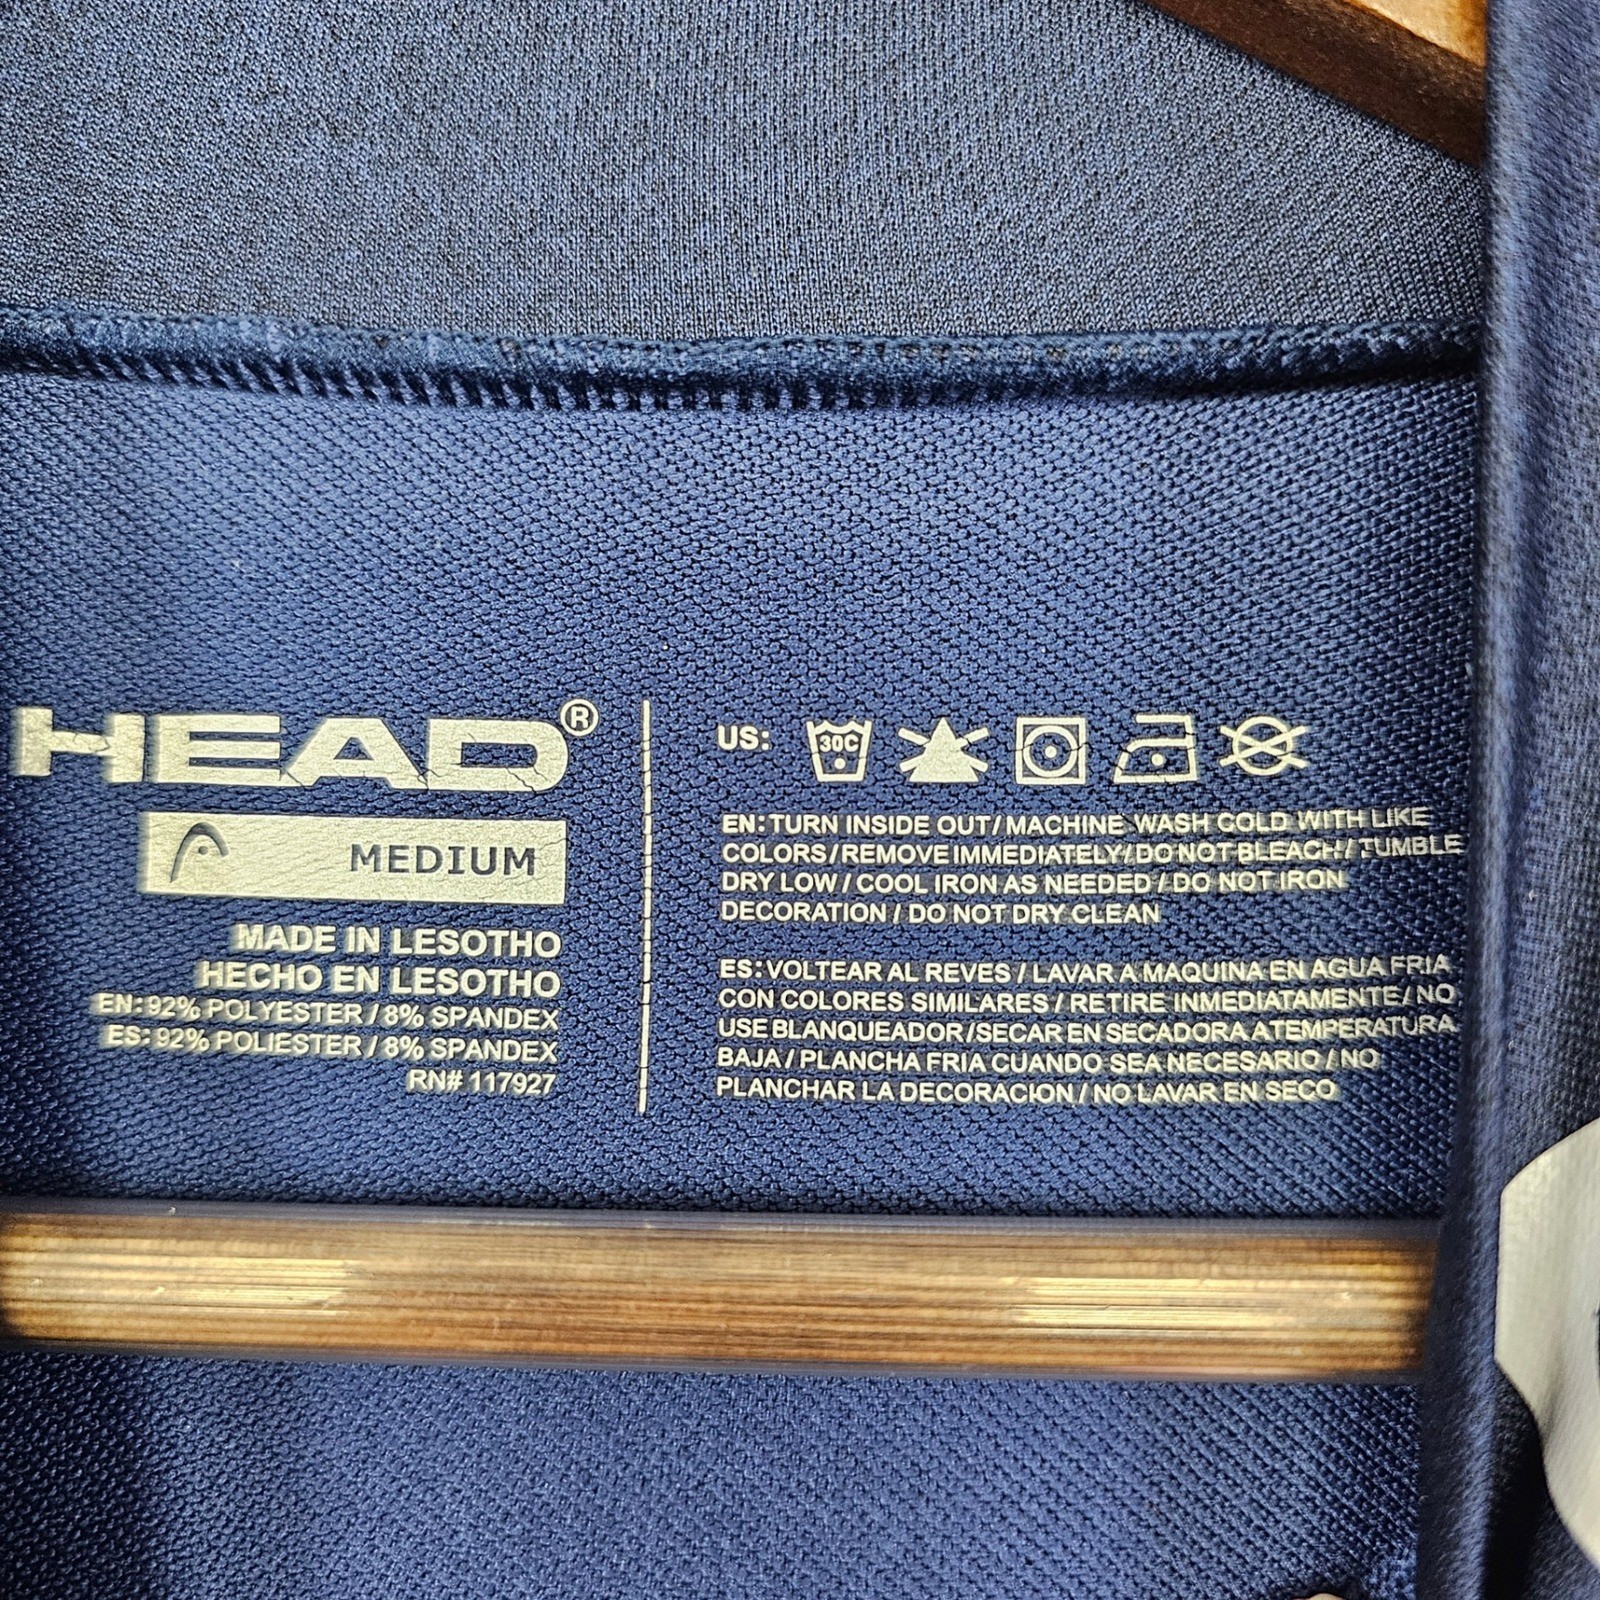 HEAD®
MEDIUM
MADE IN LESOTHO
HECHO EN LESOTHO
EN: 92% POLYESTER / 8% SPANDEX
ES: 92% POLIESTER / 8% SPANDEX
RN# 117927
US:
30C
EN: TURN INSIDE OUT / MACHINE WASH COLD WITH LIKE
COLORS / REMOVE IMMEDIATELY / DO NOT BLEACH / TUMBLE
DRY LOW / COOL IRON AS NEEDED / DO NOT IRON
DECORATION / DO NOT DRY CLEAN
ES: VOLTEAR AL REVES / LAVAR A MAQUINA EN AGUA FRIA
CON COLORES SIMILARES / RETIRE INMEDIATAMENTE / NO
USE BLANQUEADOR / SECAR EN SECADORA A TEMPERATURA
BAJA / PLANCHA FRIA CUANDO SEA NECESARIO / NO
PLANCHAR LA DECORACION / NO LAVAR EN SECO